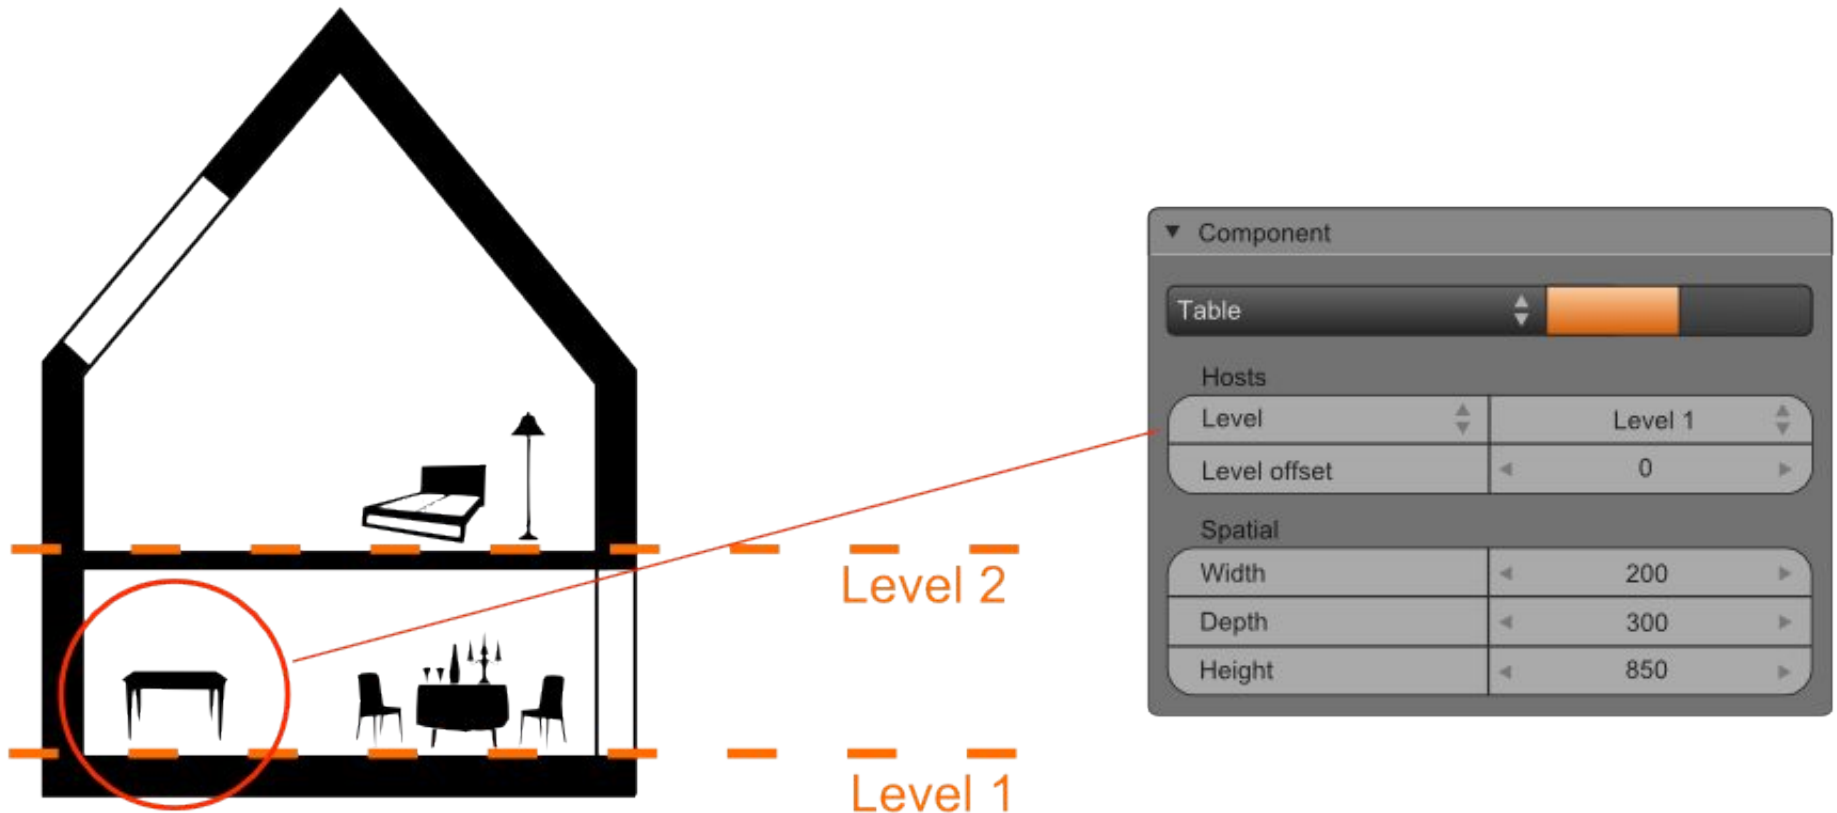 Component
Table
Hosts
Level Level 1
Level offset 0
Spatial
Width 200
Depth 300
Height 850
Level 2
Level 1